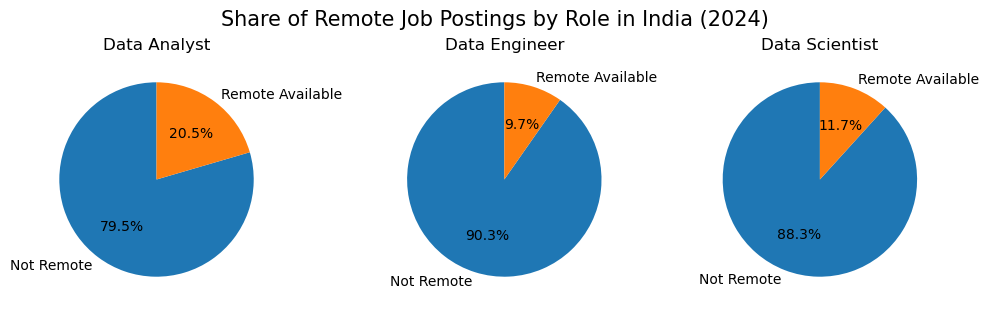 Share of Remote Job Postings by Role in India (2024)
Data Analyst
Remote Available
20.5%
79.5%
Not Remote
Data Engineer
Remote Available
9.7%
90.3%
Not Remote
Data Scientist
Remote Available
11.7%
88.3%
Not Remote